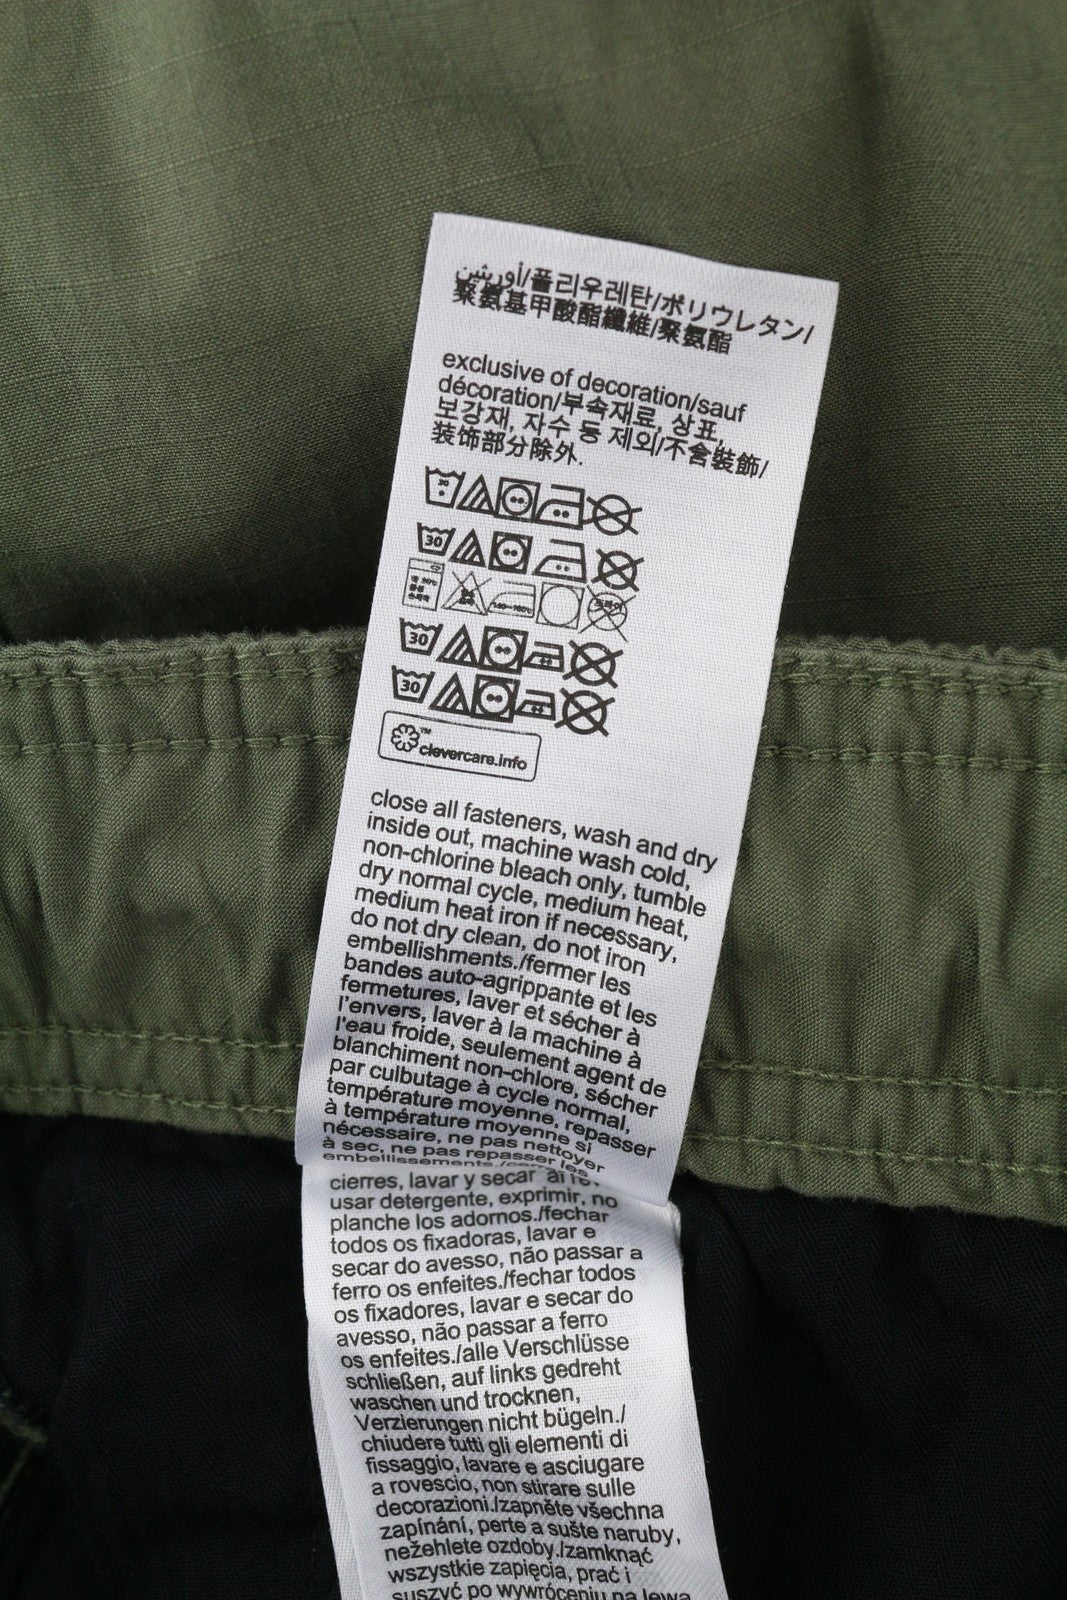 أورثين/폴리우레탄/ポリウレタン/
聚氨基甲酸酯纖維/聚氨酯
exclusive of decoration/sauf
décoration/부속재료, 상표,
보강재, 자수 등 제외/不含裝飾/
装饰部分除外.
30
30
30
30
clevercare.info
close all fasteners, wash and dry
inside out, machine wash cold,
non-chlorine bleach only, tumble
dry normal cycle, medium heat,
medium heat iron if necessary,
do not dry clean, do not iron
embellishments./fermer les
bandes auto-agrippante et les
fermetures, laver et sécher à
l'envers, laver à la machine à
l'eau froide, seulement agent de
blanchiment non-chlore, sécher
par culbutage à cycle normal,
température moyenne, repasser
à température moyenne si
nécessaire, ne pas nettoyer
à sec, ne pas repasser les
embellissements./
cierres, lavar y secar al
usar detergente, exprimir, no
planche los adornos./fechar
todos os fixadoras, lavar e
secar do avesso, não passar a
ferro os enfeites./fechar todos
os fixadores, lavar e secar do
avesso, não passar a ferro
os enfeites./alle Verschlüsse
schließen, auf links gedreht
waschen und trocknen,
Verzierungen nicht bügeln./
chiudere tutti gli elementi di
fissaggio, lavare e asciugare
a rovescio, non stirare sulle
decorazioni./zapněte všechna
zapínání, perte a sušte naruby,
nežehlete ozdoby./zamknąć
wszystkie zapięcia, prać i
suszyć po wywróceniu na lewą